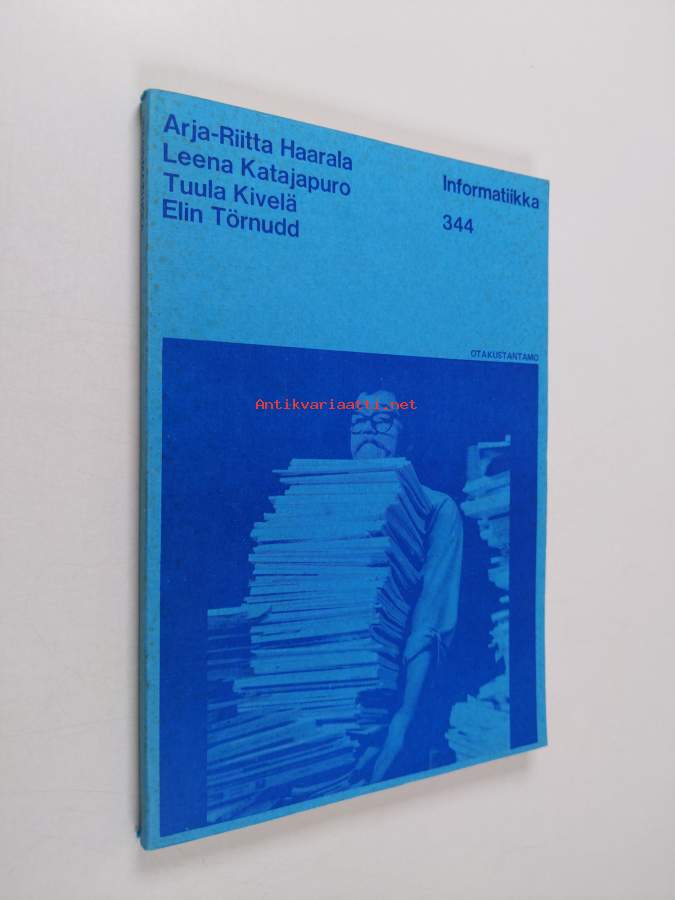 Arja-Riitta Haarala
Leena Katajapuro
Tuula Kivelä
Elin Törnudd
Informatiikka
344
OTAKUSTANTAMO
Antikvariaatti.net